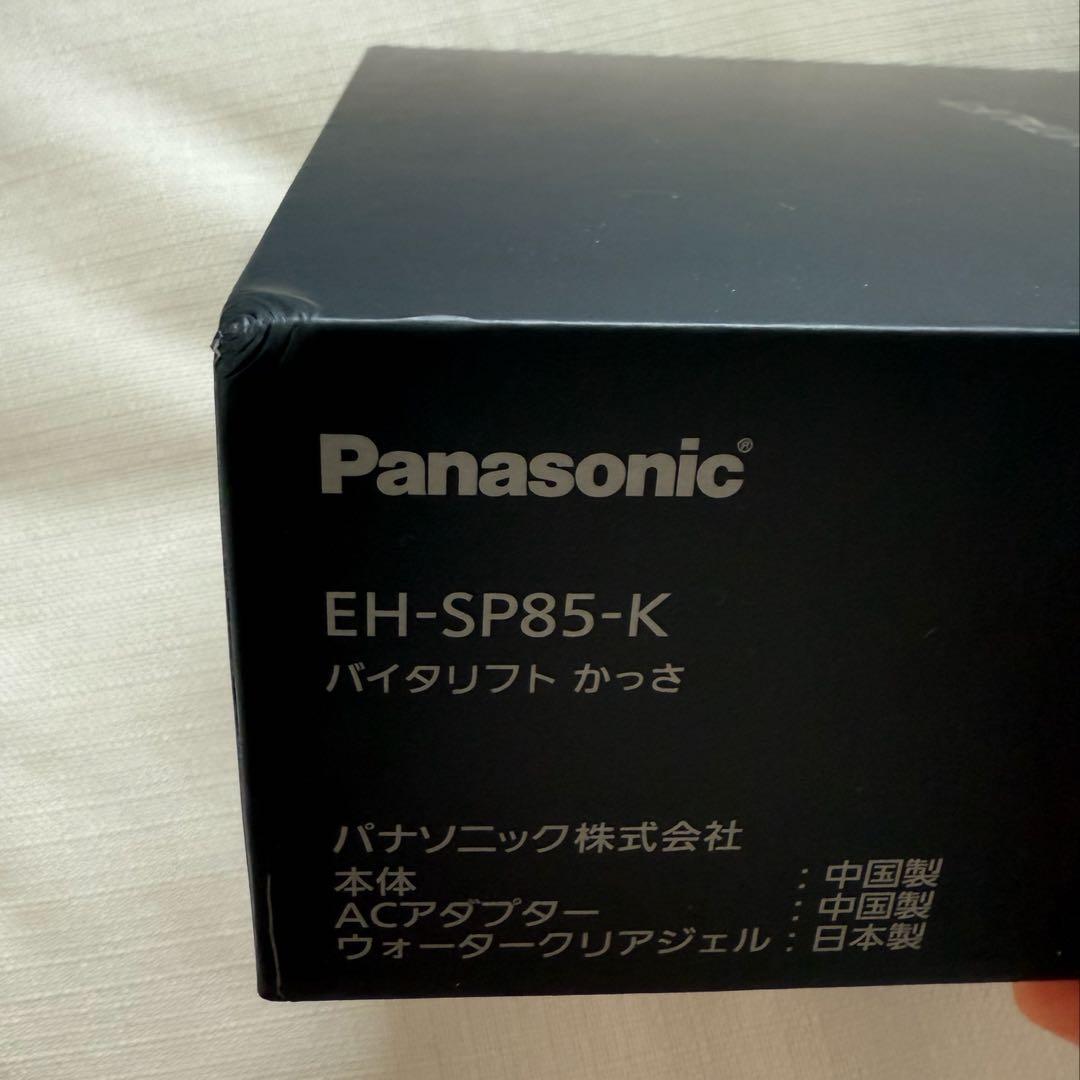 Panasonic®
EH-SP85-K
バイタリフト かっさ
パナソニック株式会社
本体 : 中国製
ACアダプター : 中国製
ウォータークリアジェル : 日本製